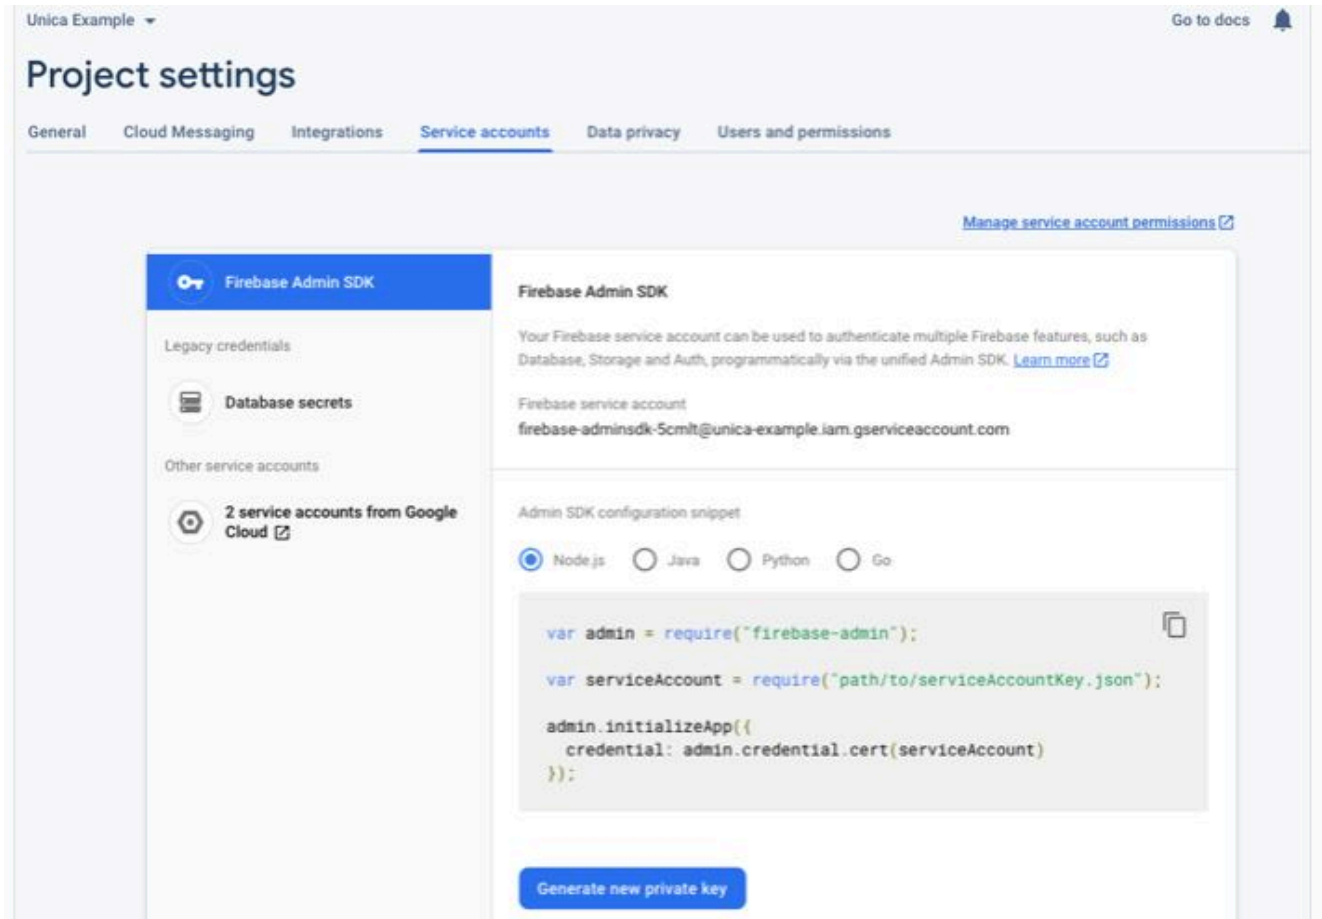 Unica Example
Go to docs
Project settings
General Cloud Messaging Integrations Service accounts Data privacy Users and permissions
Manage service account permissions
Firebase Admin SDK
Legacy credentials
Database secrets
Other service accounts
2 service accounts from Google
Cloud
Firebase Admin SDK
Your Firebase service account can be used to authenticate multiple Firebase features, such as
Database, Storage and Auth, programmatically via the unified Admin SDK. Learn more
Firebase service account
firebase-adminsdk-5cmlt@unica-example.iam.gserviceaccount.com
Admin SDK configuration snippet
Node.js Java Python Go
var admin = require("firebase-admin");
var serviceAccount = require("path/to/serviceAccountKey.json");
admin.initializeApp({
credential: admin.credential.cert(serviceAccount)
});
Generate new private key